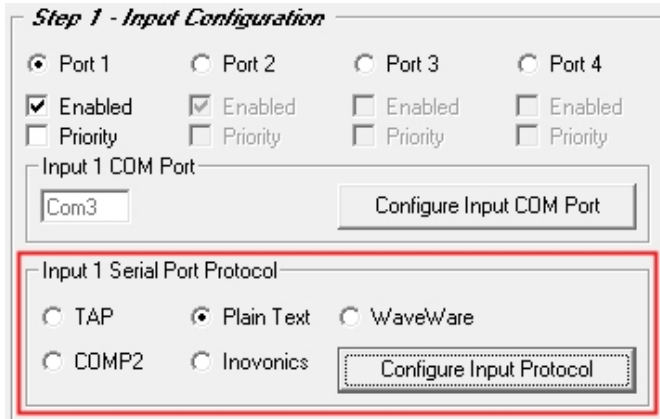 Step 1 - Input Configuration
Port 1 Port 2 Port 3 Port 4
Enabled Enabled Enabled Enabled
Priority Priority Priority Priority
Input 1 COM Port
Com3 Configure Input COM Port
Input 1 Serial Port Protocol
TAP Plain Text WaveWare
COMP2 Inovonics Configure Input Protocol